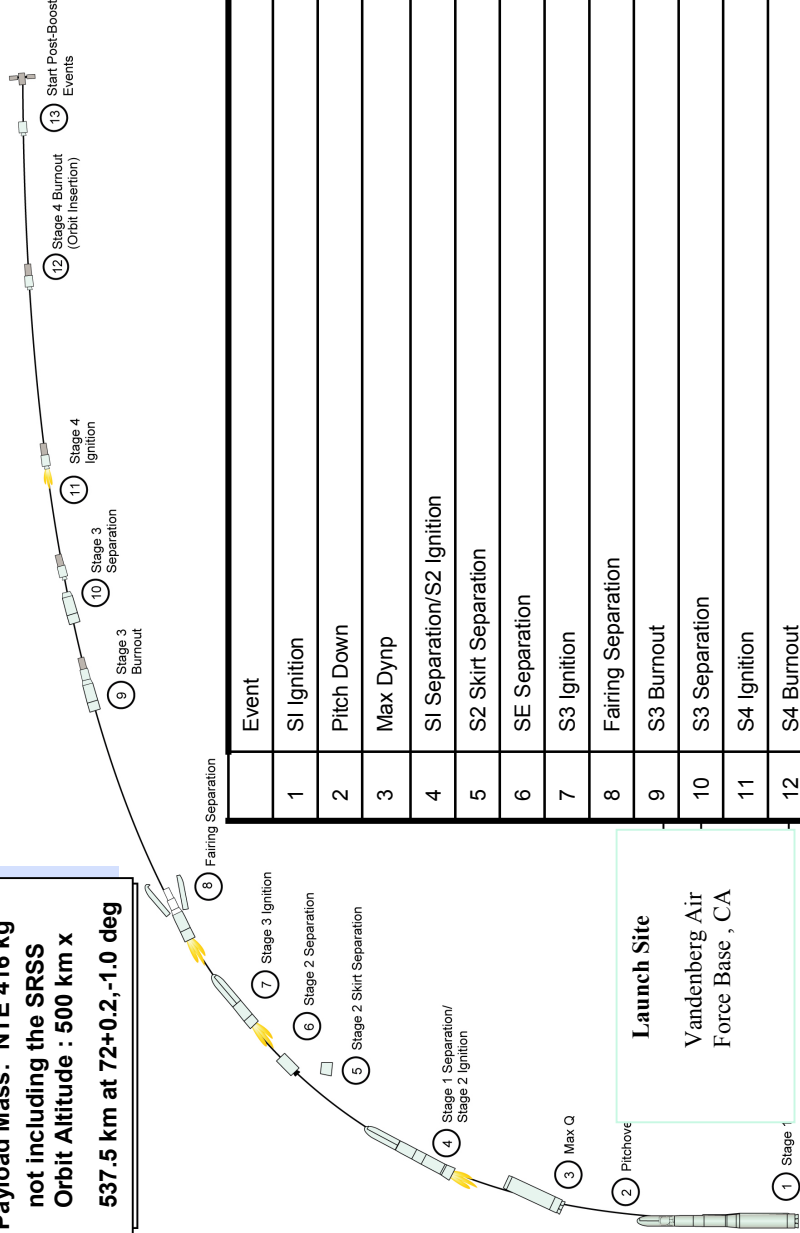 Payload Mass: NTE 416 kg
not including the SRSS
Orbit Altitude : 500 km x
537.5 km at 72+0.2,-1.0 deg
13 Start Post-Boost
Events
12 Stage 4 Burnout
(Orbit Insertion)
11 Stage 4
Ignition
10 Stage 3
Separation
9 Stage 3
Burnout
8 Fairing Separation
7 Stage 3 Ignition
6 Stage 2 Separation
5 Stage 2 Skirt Separation
4 Stage 1 Separation/
Stage 2 Ignition
3 Max Q
2 Pitchove
1 Stage 1
Launch Site
Vandenberg Air
Force Base , CA
Event
1 SI Ignition
2 Pitch Down
3 Max Dynp
4 SI Separation/S2 Ignition
5 S2 Skirt Separation
6 SE Separation
7 S3 Ignition
8 Fairing Separation
9 S3 Burnout
10 S3 Separation
11 S4 Ignition
12 S4 Burnout